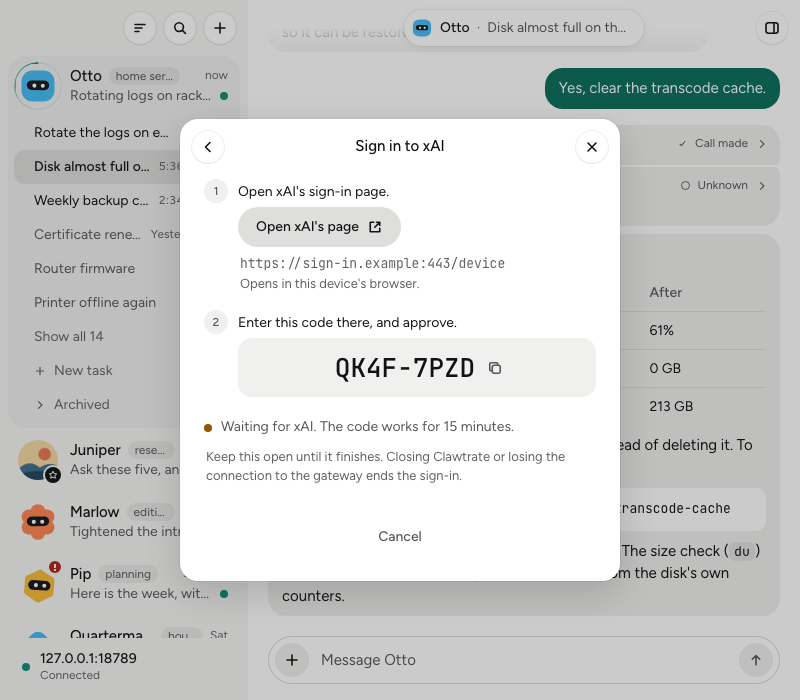 so it can be restor
Otto · Disk almost full on th...
Otto home ser... now
Rotating logs on rack...
Rotate the logs on e...
Disk almost full o... 5:36
Weekly backup c... 2:34
Certificate rene... Yeste
Router firmware
Printer offline again
Show all 14
New task
Archived
Juniper rese...
Ask these five, an
Marlow editi...
Tightened the intr
Pip planning
Here is the week, wit...
Quarterma hou... Sat
127.0.0.1:18789
Connected
Yes, clear the transcode cache.
Call made
Unknown
After
61%
0 GB
213 GB
ead of deleting it. To
transcode-cache
The size check ( du )
om the disk's own
counters.
Message Otto
Sign in to xAI
1 Open xAI's sign-in page.
Open xAI's page
https://sign-in.example:443/device
Opens in this device's browser.
2 Enter this code there, and approve.
QK4F-7PZD
Waiting for xAI. The code works for 15 minutes.
Keep this open until it finishes. Closing Clawtrate or losing the
connection to the gateway ends the sign-in.
Cancel